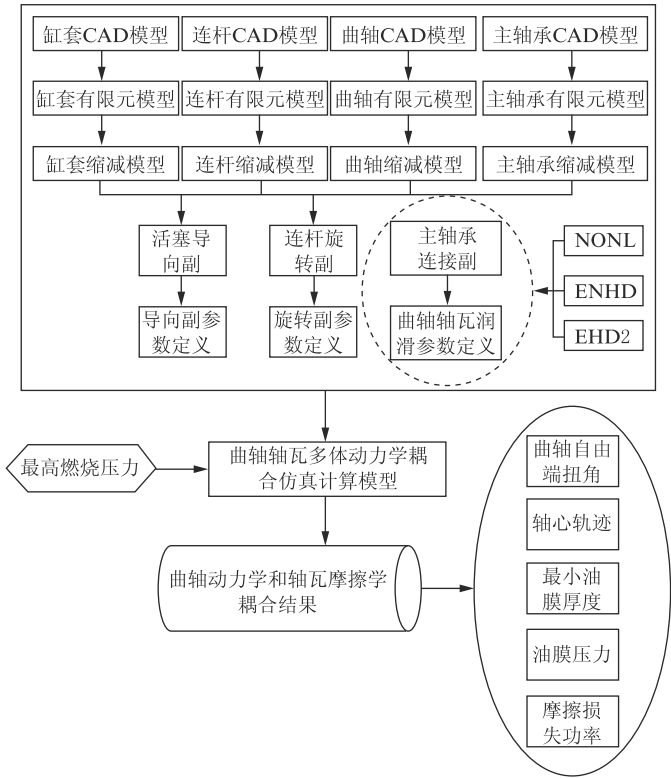 缸套CAD模型
连杆CAD模型
曲轴CAD模型
主轴承CAD模型
缸套有限元模型
连杆有限元模型
曲轴有限元模型
主轴承有限元模型
缸套缩减模型
连杆缩减模型
曲轴缩减模型
主轴承缩减模型
活塞导
向副
连杆旋
转副
主轴承
连接副
NONL
ENHD
EHD2
导向副参
数定义
旋转副参
数定义
曲轴轴瓦润
滑参数定义
最高燃烧压力
曲轴轴瓦多体动力学耦
合仿真计算模型
曲轴动力学和轴瓦摩擦学
耦合结果
曲轴自由
端扭角
轴心轨迹
最小油
膜厚度
油膜压力
摩擦损
失功率